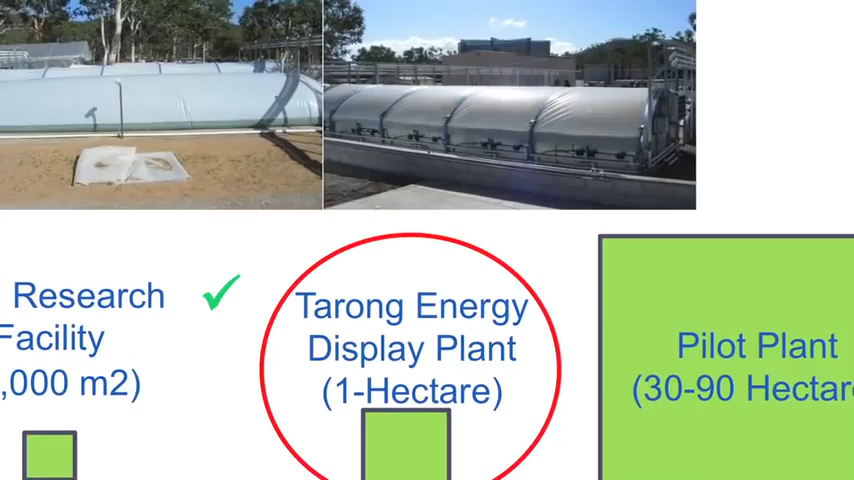 Research
Facility
,000 m2)
Tarong Energy
Display Plant
(1-Hectare)
Pilot Plant
(30-90 Hectare